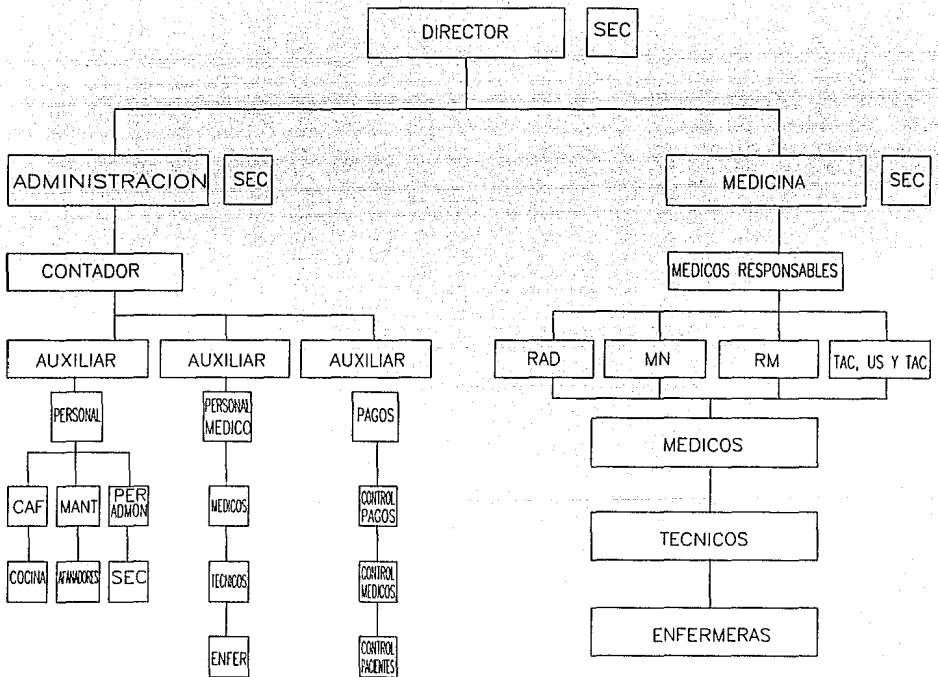 DIRECTOR
SEC
ADMINISTRACION
SEC
MEDICINA
SEC
CONTADOR
MEDICOS RESPONSABLES
AUXILIAR
AUXILIAR
AUXILIAR
RAD
MN
RM
TAC, US Y TAC
PERSONAL
PERSONAL
MEDICO
PAGOS
MEDICOS
CAF
MANT
PER
ADMON
MEDICOS
CONTROL
PAGOS
TECNICOS
COCINA
AFANADORES
SEC
TECNICOS
CONTROL
MEDICOS
ENFER
CONTROL
PACIENTES
ENFERMERAS